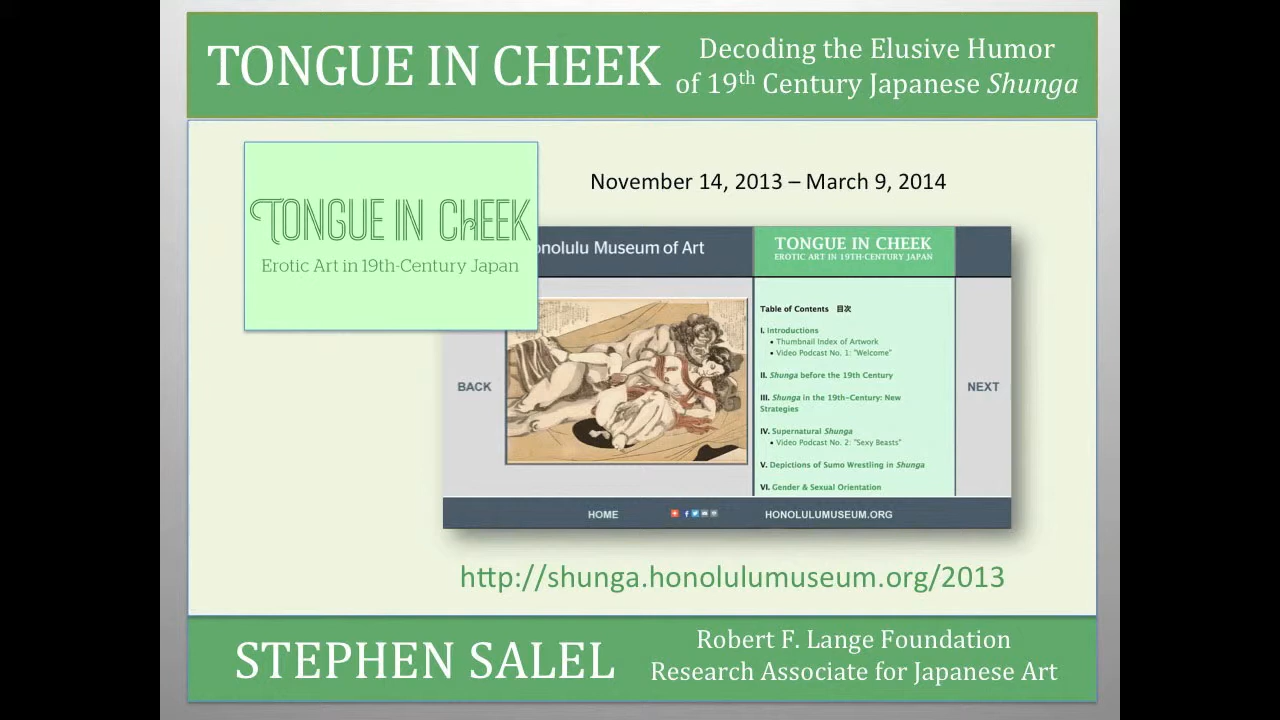 TONGUE IN CHEEK
Decoding the Elusive Humor
of 19th Century Japanese Shunga
TONGUE IN CHEEK
Erotic Art in 19th-Century Japan
November 14, 2013 – March 9, 2014
onolulu Museum of Art
TONGUE IN CHEEK
EROTIC ART IN 19TH-CENTURY JAPAN
Table of Contents 目次
I. Introductions
• Thumbnail Index of Artwork
• Video Podcast No. 1: "Welcome"
II. Shunga before the 19th Century
III. Shunga in the 19th-Century: New
Strategies
IV. Supernatural Shunga
• Video Podcast No. 2: "Sexy Beasts"
V. Depictions of Sumo Wrestling in Shunga
VI. Gender & Sexual Orientation
BACK
NEXT
HOME
HONOLULUMUSEUM.ORG
http://shunga.honolulumuseum.org/2013
STEPHEN SALEL
Robert F. Lange Foundation
Research Associate for Japanese Art